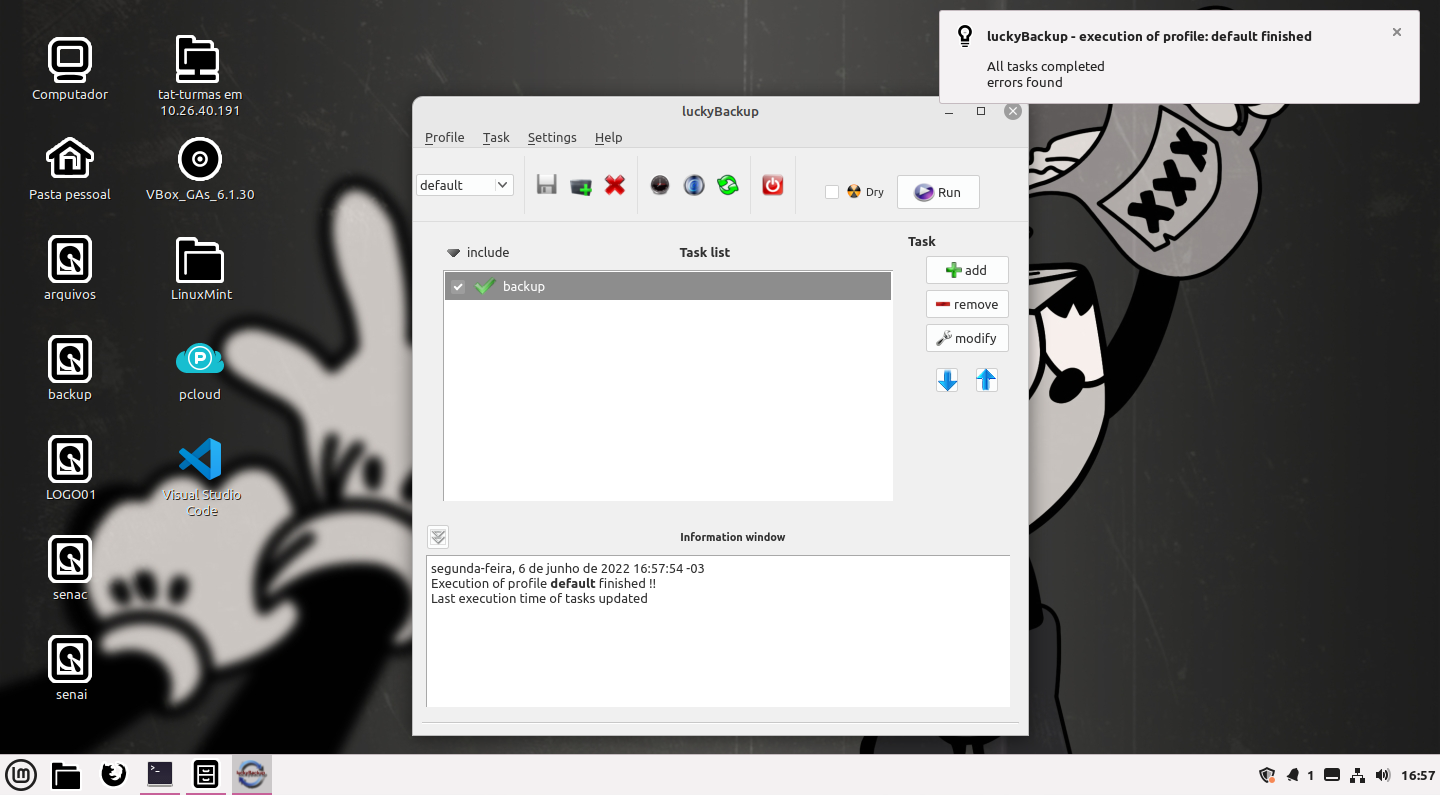 Computador
tat-turmas em
10.26.40.191
Pasta pessoal
VBox_GAs_6.1.30
arquivos
LinuxMint
backup
pcloud
LOGO01
Visual Studio
Code
senac
senai
luckyBackup - execution of profile: default finished
All tasks completed
errors found
luckyBackup
Profile Task Settings Help
default
Dry
Run
include
Task list
Task
backup
add
remove
modify
Information window
segunda-feira, 6 de junho de 2022 16:57:54 -03
Execution of profile default finished !!
Last execution time of tasks updated
XXX
P
lm
>_
1
16:57